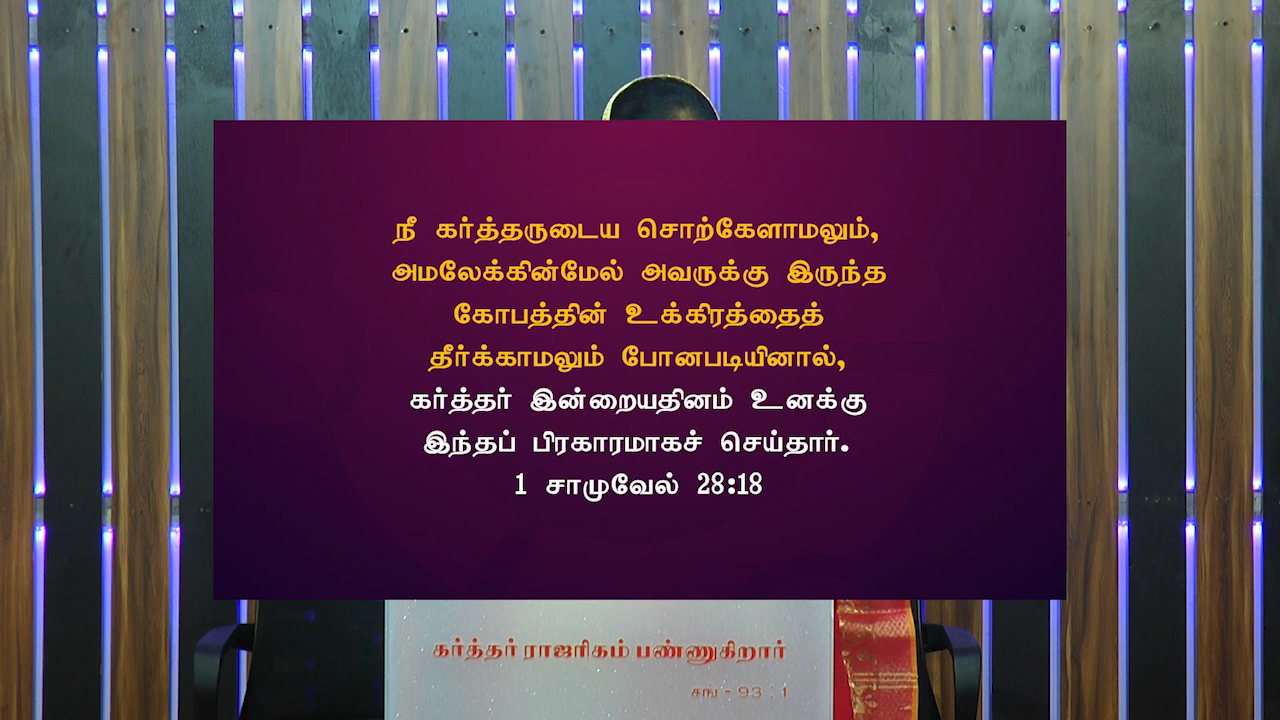 நீ கர்த்தருடைய சொற்கேளாமலும்,
அமலேக்கின்மேல் அவருக்கு இருந்த
கோபத்தின் உக்கிரத்தைத்
தீர்க்காமலும் போனபடியினால்,
கர்த்தர் இன்றையதினம் உனக்கு
இந்தப் பிரகாரமாகச் செய்தார்.
1 சாமுவேல் 28:18
கர்த்தர் ராஜரிகம் பண்ணுகிறார்
சங் - 93 : 1